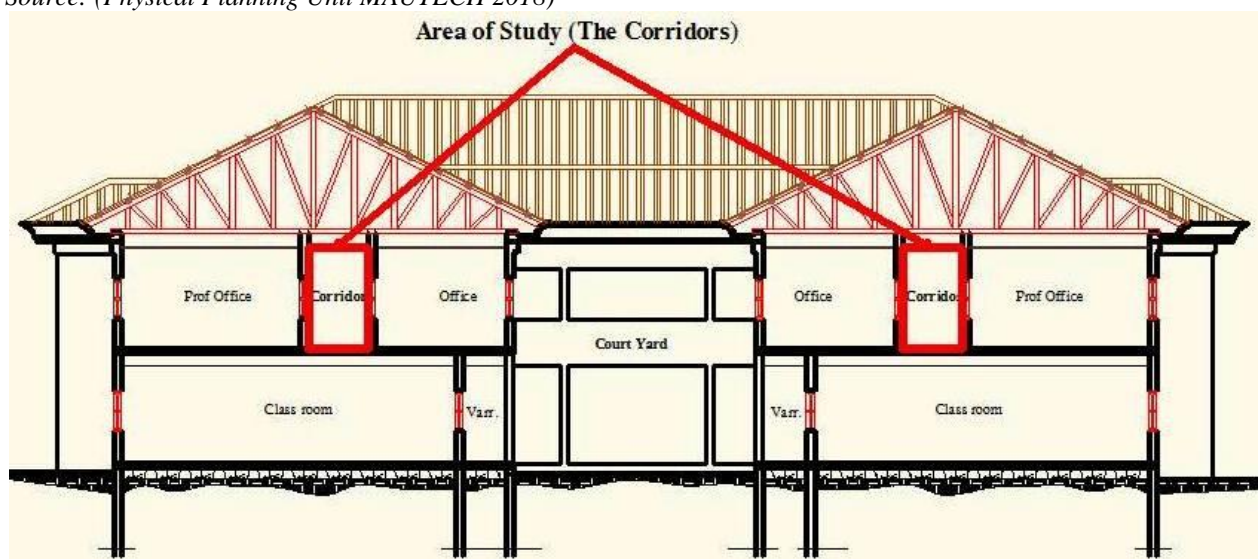 Source: (Physical Planning Unit MAUTECH 2018)
Area of Study (The Corridors)
Prof Office Corridor Office Office Corridor Prof Office
Court Yard
Class room Varr. Varr. Class room